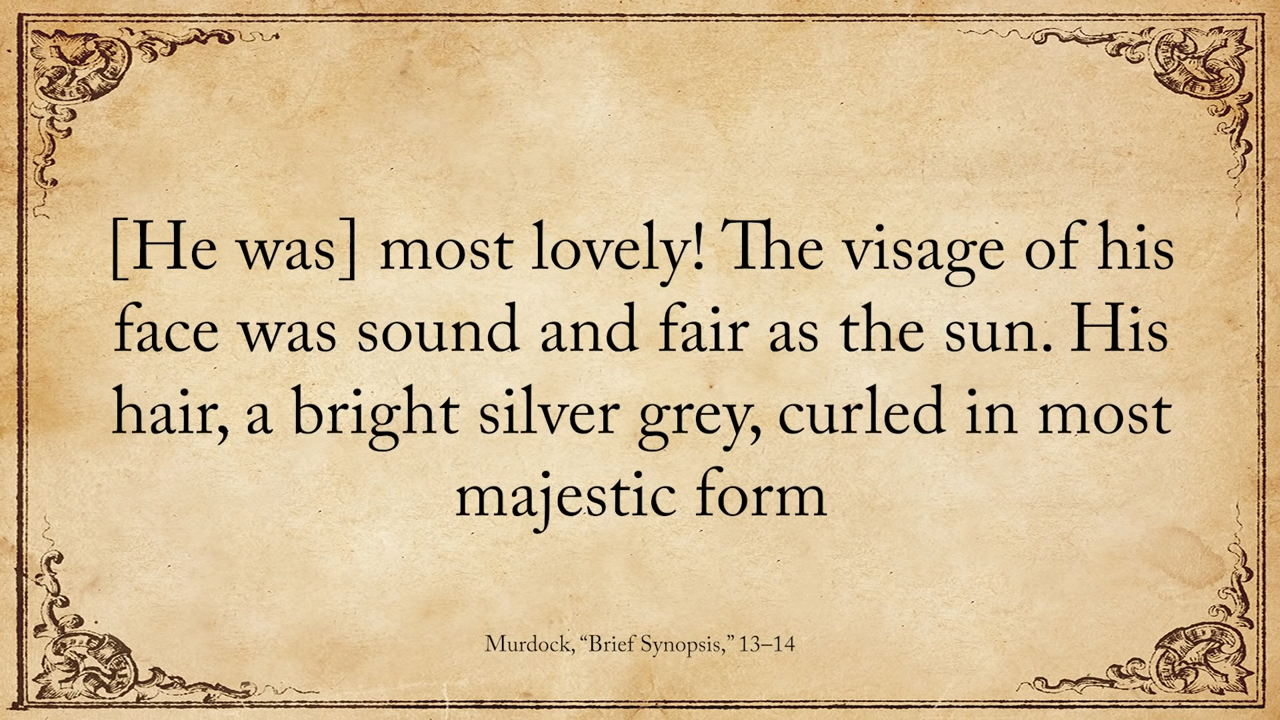 [He was] most lovely! The visage of his
face was sound and fair as the sun. His
hair, a bright silver grey, curled in most
majestic form
Murdock, “Brief Synopsis,” 13–14